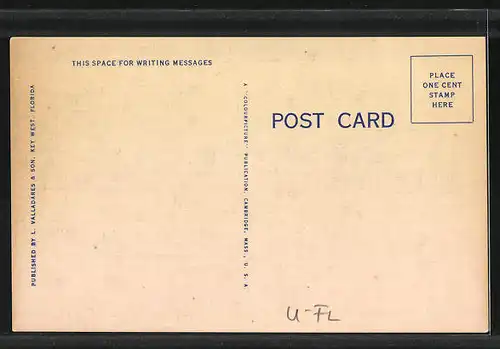 THIS SPACE FOR WRITING MESSAGES
PUBLISHED BY L. VALLADARES & SON, KEY WEST, FLORIDA
A "COLOURPICTURE" PUBLICATION, CAMBRIDGE, MASS., U. S. A.
POST CARD
PLACE
ONE CENT
STAMP
HERE
U-FL